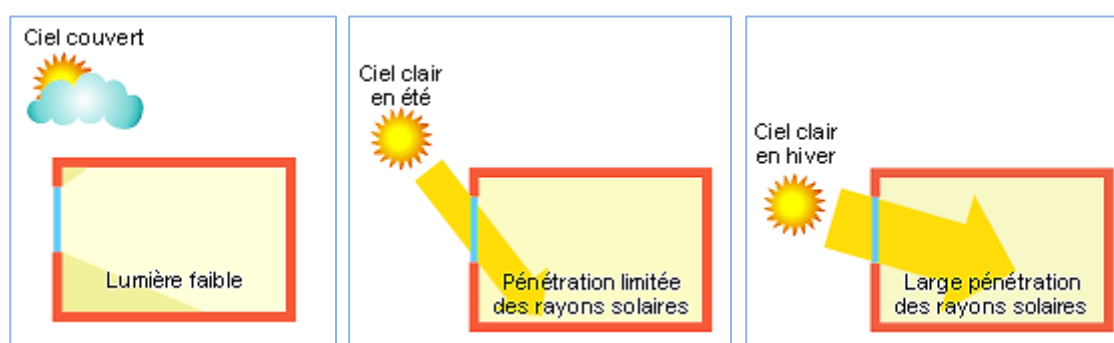 Ciel couvert
Lumière faible
Ciel clair
en été
Pénétration limitée
des rayons solaires
Ciel clair
en hiver
Large pénétration
des rayons solaires